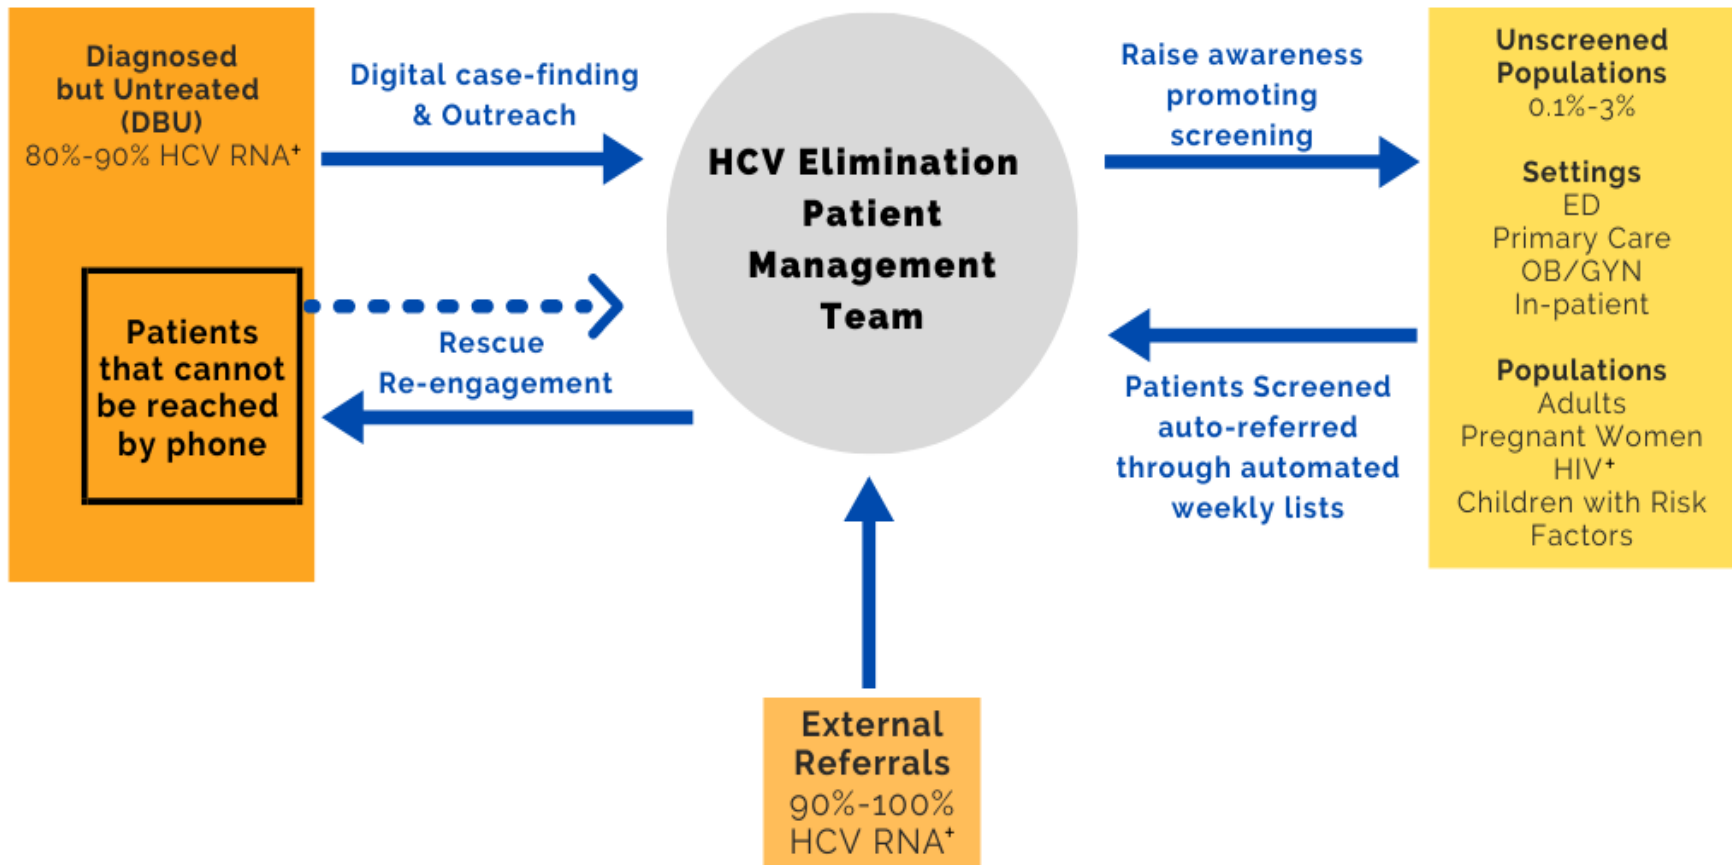 Diagnosed
but Untreated
(DBU)
80%-90% HCV RNA⁺
Patients
that cannot
be reached
by phone
Digital case-finding
& Outreach
Rescue
Re-engagement
HCV Elimination
Patient
Management
Team
External
Referrals
90%-100%
HCV RNA⁺
Raise awareness
promoting
screening
Patients Screened
auto-referred
through automated
weekly lists
Unscreened
Populations
0.1%-3%
Settings
ED
Primary Care
OB/GYN
In-patient
Populations
Adults
Pregnant Women
HIV⁺
Children with Risk
Factors